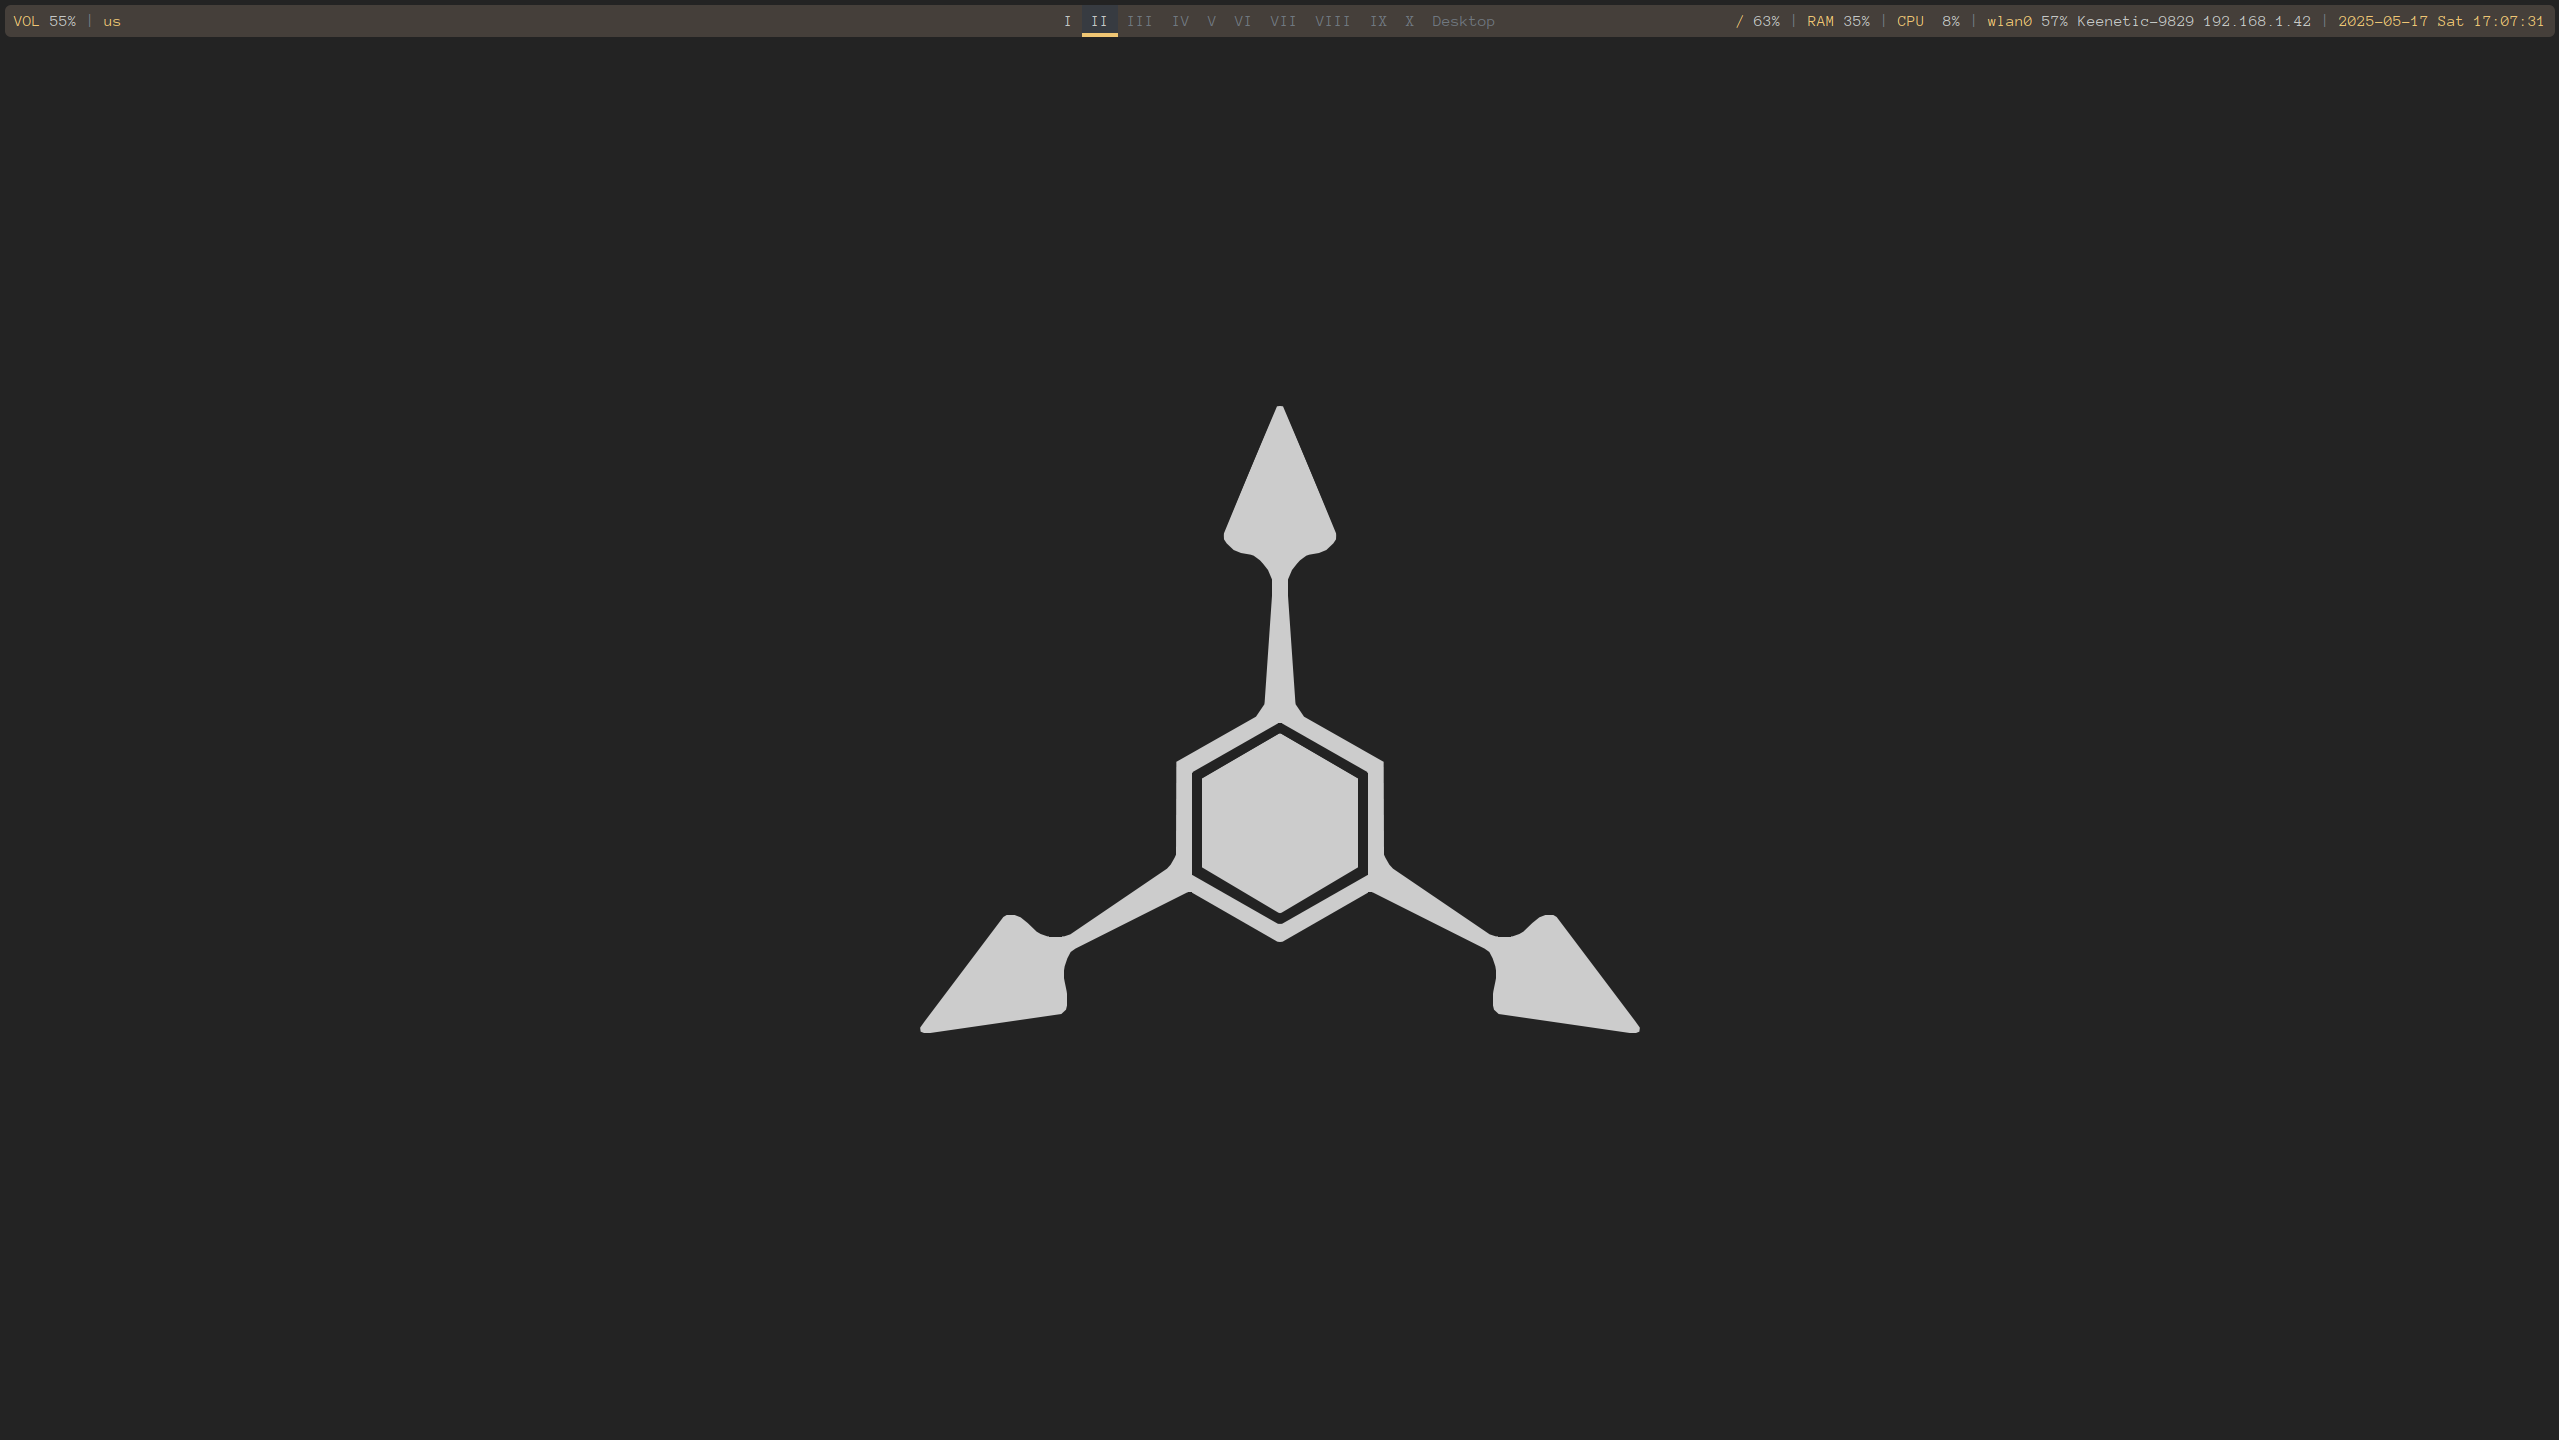 VOL 55% | us I II III IV V VI VII VIII IX X Desktop / 63% | RAM 35% | CPU 8% | wlan0 57% Keenetic-9829 192.168.1.42 | 2025-05-17 Sat 17:07:31